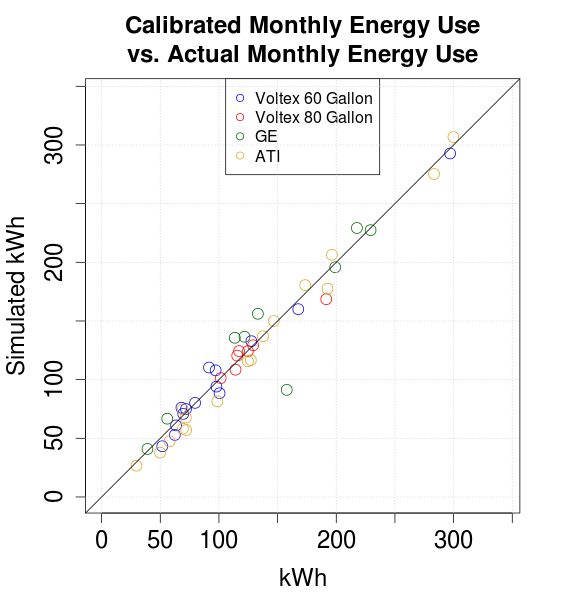 Calibrated Monthly Energy Use
vs. Actual Monthly Energy Use
Voltex 60 Gallon
Voltex 80 Gallon
GE
ATI
Simulated kWh
300
200
100
50
0
0 50 100 200 300
kWh